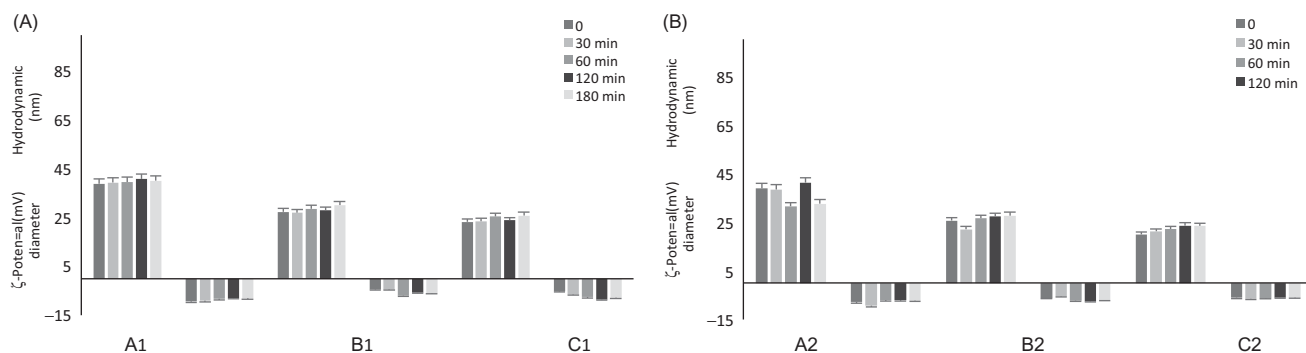 (A)
Hydrodynamic
(nm)
ζ-Poten=al(mV)
diameter
85
65
45
25
5
−15
0
30 min
60 min
120 min
180 min
A1
B1
C1
(B)
Hydrodynamic
(nm)
ζ-Poten=al(mV)
diameter
85
65
45
25
5
−15
0
30 min
60 min
120 min
A2
B2
C2